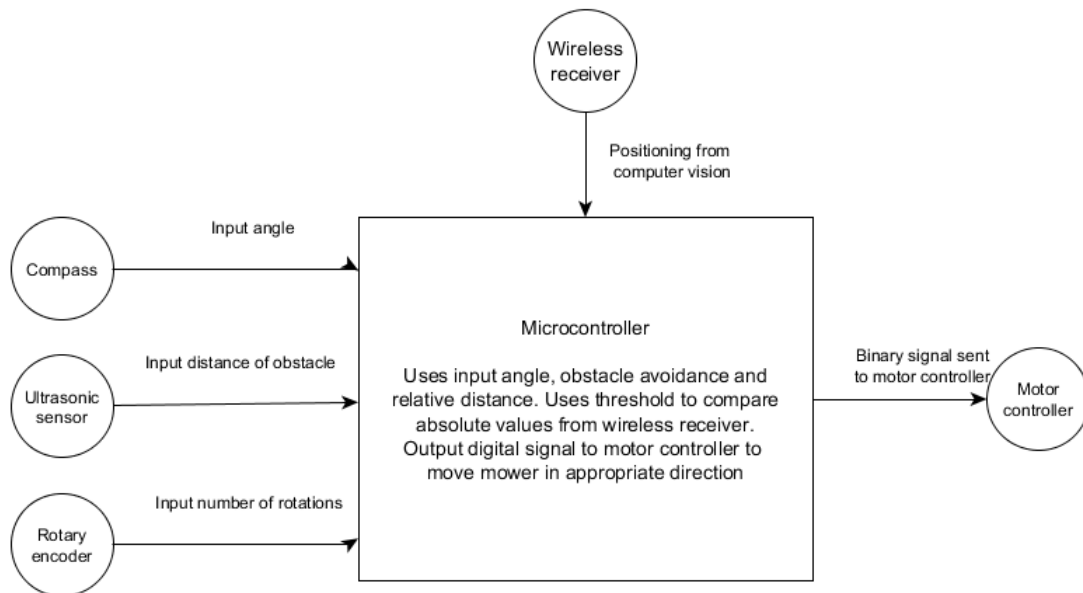 Wireless
receiver
Positioning from
computer vision
Input angle
Compass
Input distance of obstacle
Ultrasonic
sensor
Input number of rotations
Rotary
encoder
Microcontroller
Uses input angle, obstacle avoidance and
relative distance. Uses threshold to compare
absolute values from wireless receiver.
Output digital signal to motor controller to
move mower in appropriate direction
Binary signal sent
to motor controller
Motor
controller